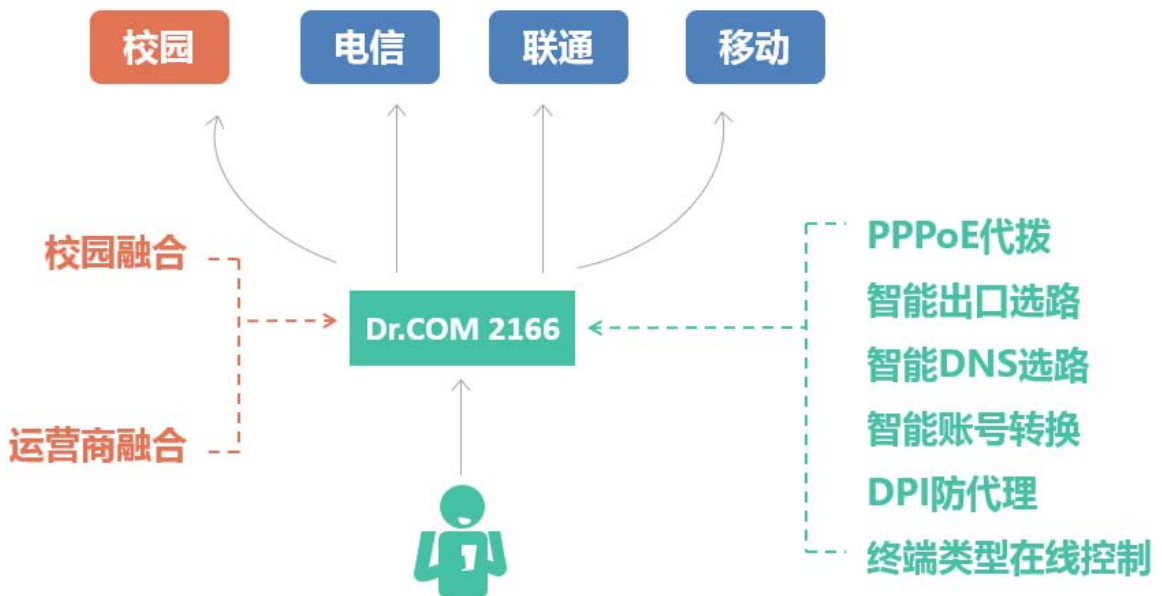 校园
电信
联通
移动
校园融合
运营商融合
Dr.COM 2166
PPPoE代拨
智能出口选路
智能DNS选路
智能账号转换
DPI防代理
终端类型在线控制